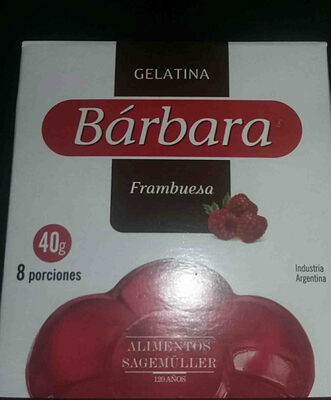 GELATINA
Bárbara
Frambuesa
40g
8 porciones
Industria
Argentina
ALIMENTOS
SAGEMÜLLER
120 AÑOS